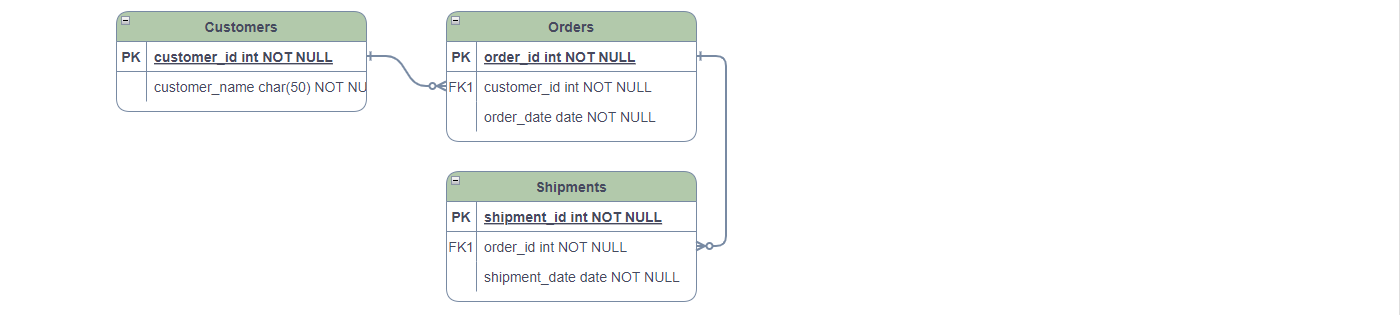 Customers
PK customer_id int NOT NULL
customer_name char(50) NOT NU
Orders
PK order_id int NOT NULL
FK1 customer_id int NOT NULL
order_date date NOT NULL
Shipments
PK shipment_id int NOT NULL
FK1 order_id int NOT NULL
shipment_date date NOT NULL